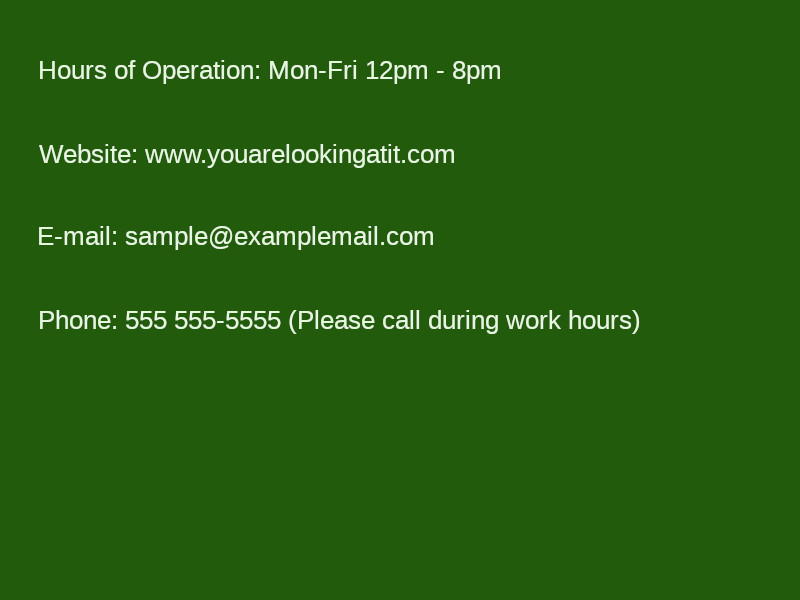 Hours of Operation: Mon-Fri 12pm - 8pm
Website: www.youarelookingatit.com
E-mail: sample@examplemail.com
Phone: 555 555-5555 (Please call during work hours)